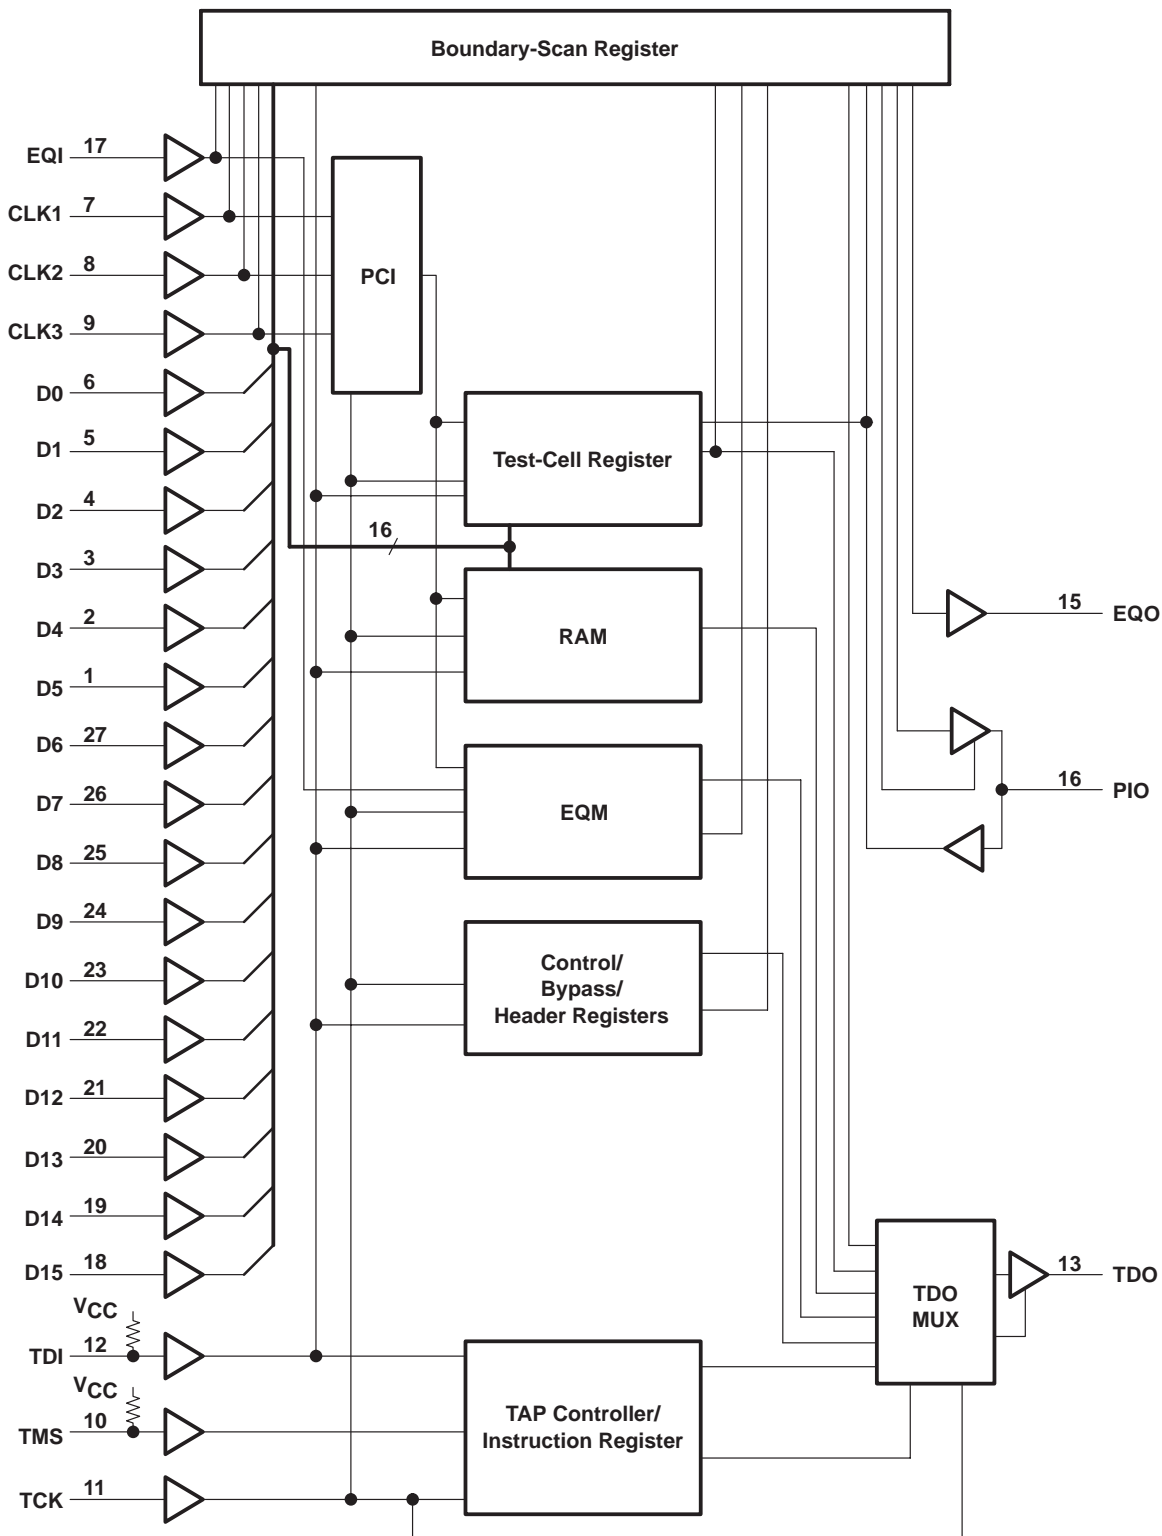 Boundary-Scan Register
EQI 17
CLK1 7
CLK2 8
CLK3 9
PCI
D0 6
D1 5
Test-Cell Register
D2 4
16
D3 3
D4 2
RAM
15 EQO
D5 1
D6 27
D7 26
EQM
16 PIO
D8 25
D9 24
D10 23
Control/
Bypass/
Header Registers
D11 22
D12 21
D13 20
D14 19
D15 18
TDO
MUX
13 TDO
VCC
TDI 12
VCC
TMS 10
TAP Controller/
Instruction Register
TCK 11